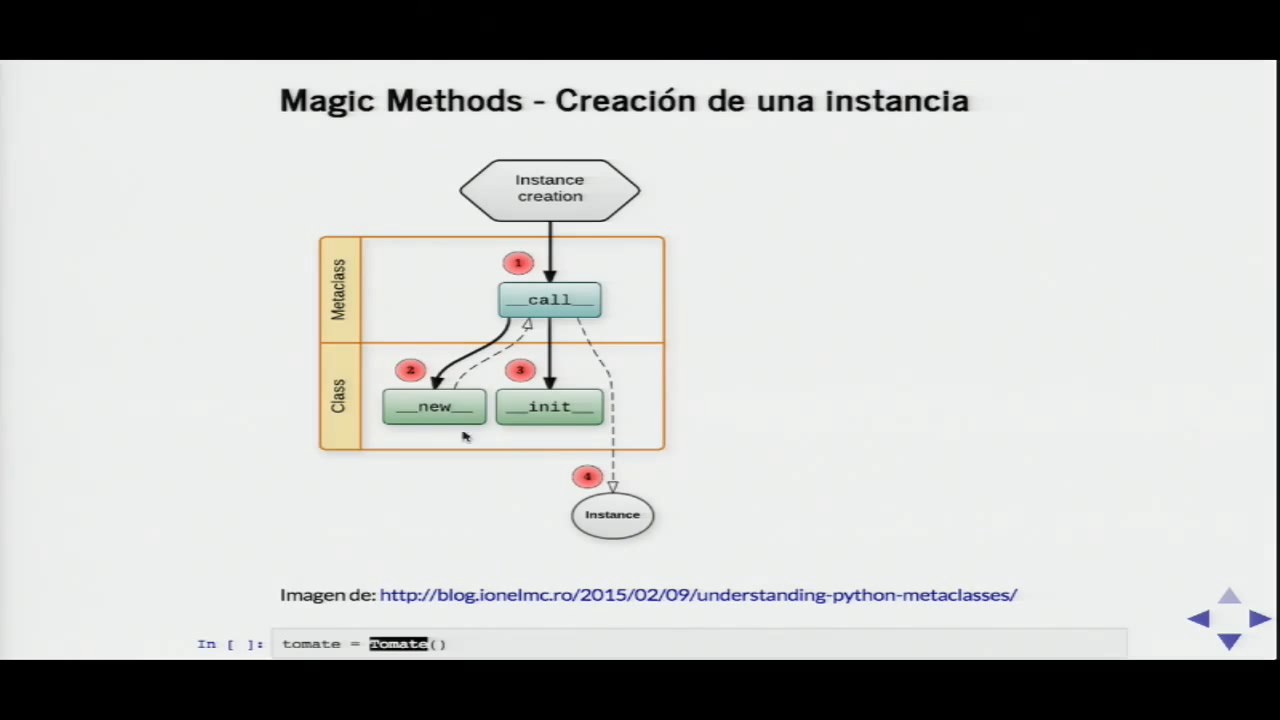 Magic Methods - Creación de una instancia
Instance
creation
Metaclass
1
__call__
Class
2
3
__new__
__init__
4
Instance
Imagen de: http://blog.ionelmc.ro/2015/02/09/understanding-python-metaclasses/
In [ ]: tomate = Tomate()